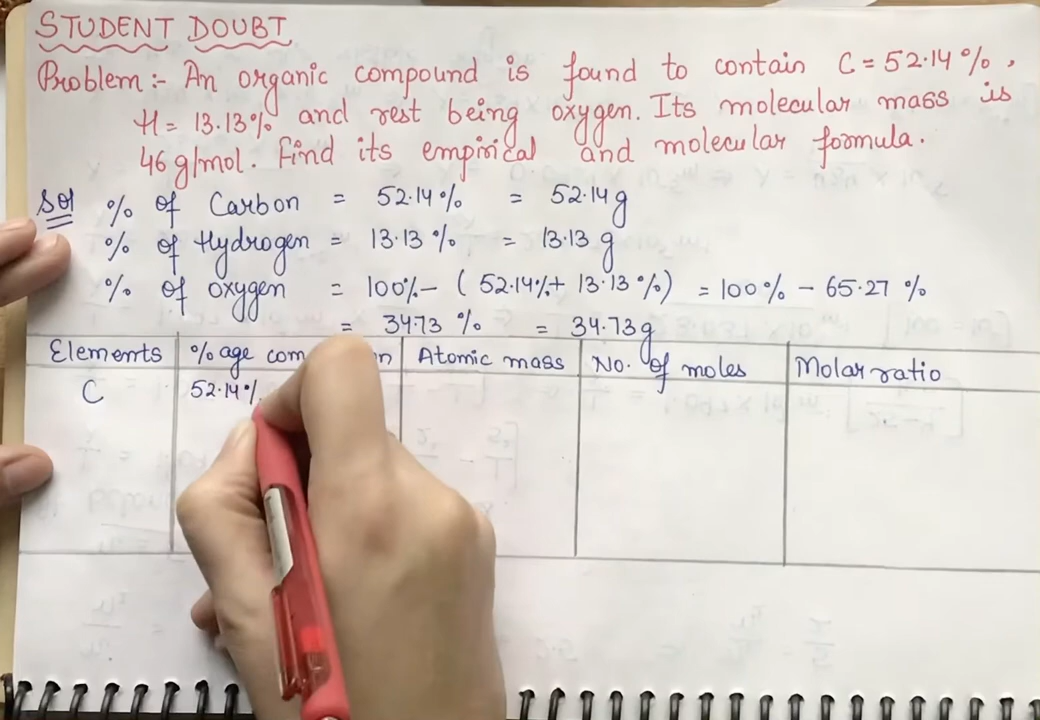 STUDENT DOUBT
Problem:- An organic compound is found to contain C = 52.14%,
H = 13.13% and rest being oxygen. Its molecular mass is
46 g/mol. Find its empirical and molecular formula.
Sol % of Carbon = 52.14% = 52.14g
% of Hydrogen = 13.13% = 13.13 g
% of oxygen = 100% - (52.14% + 13.13%) = 100% - 65.27 %
= 34.73 % = 34.73g
Elements %age Atomic mass No. of moles Molar ratio
C 52.14%